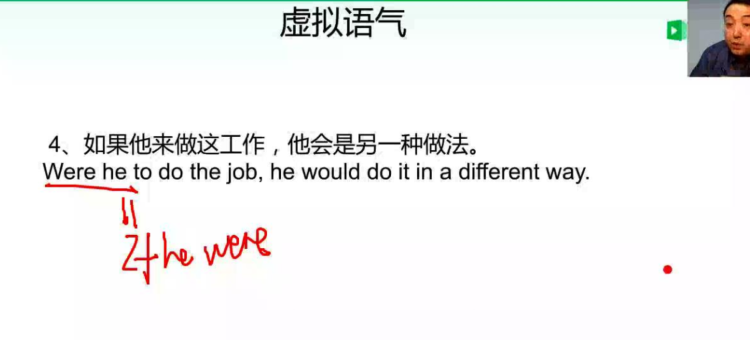 虚拟语气
4、如果他来做这工作，他会是另一种做法。
Were he to do the job, he would do it in a different way.
If he were